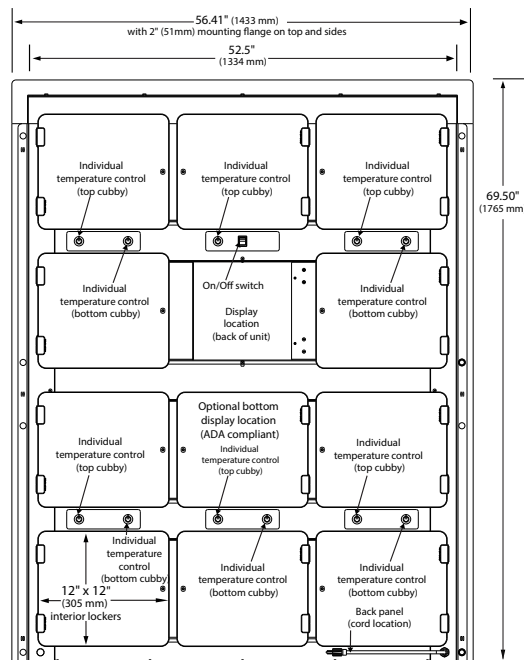 56.41" (1433 mm)
with 2" (51mm) mounting flange on top and sides
52.5"
(1334 mm)
69.50"
(1765 mm)
Individual
temperature control
(top cubby)
Individual
temperature control
(top cubby)
Individual
temperature control
(top cubby)
Individual
temperature control
(bottom cubby)
On/Off switch
Display
location
(back of unit)
Individual
temperature control
(bottom cubby)
Individual
temperature control
(top cubby)
Optional bottom
display location
(ADA compliant)
Individual
temperature control
(top cubby)
Individual
temperature control
(top cubby)
Individual
temperature
control
(bottom cubby)
12" x 12"
(305 mm)
interior lockers
Individual
temperature control
(bottom cubby)
Individual
temperature control
(bottom cubby)
Back panel
(cord location)